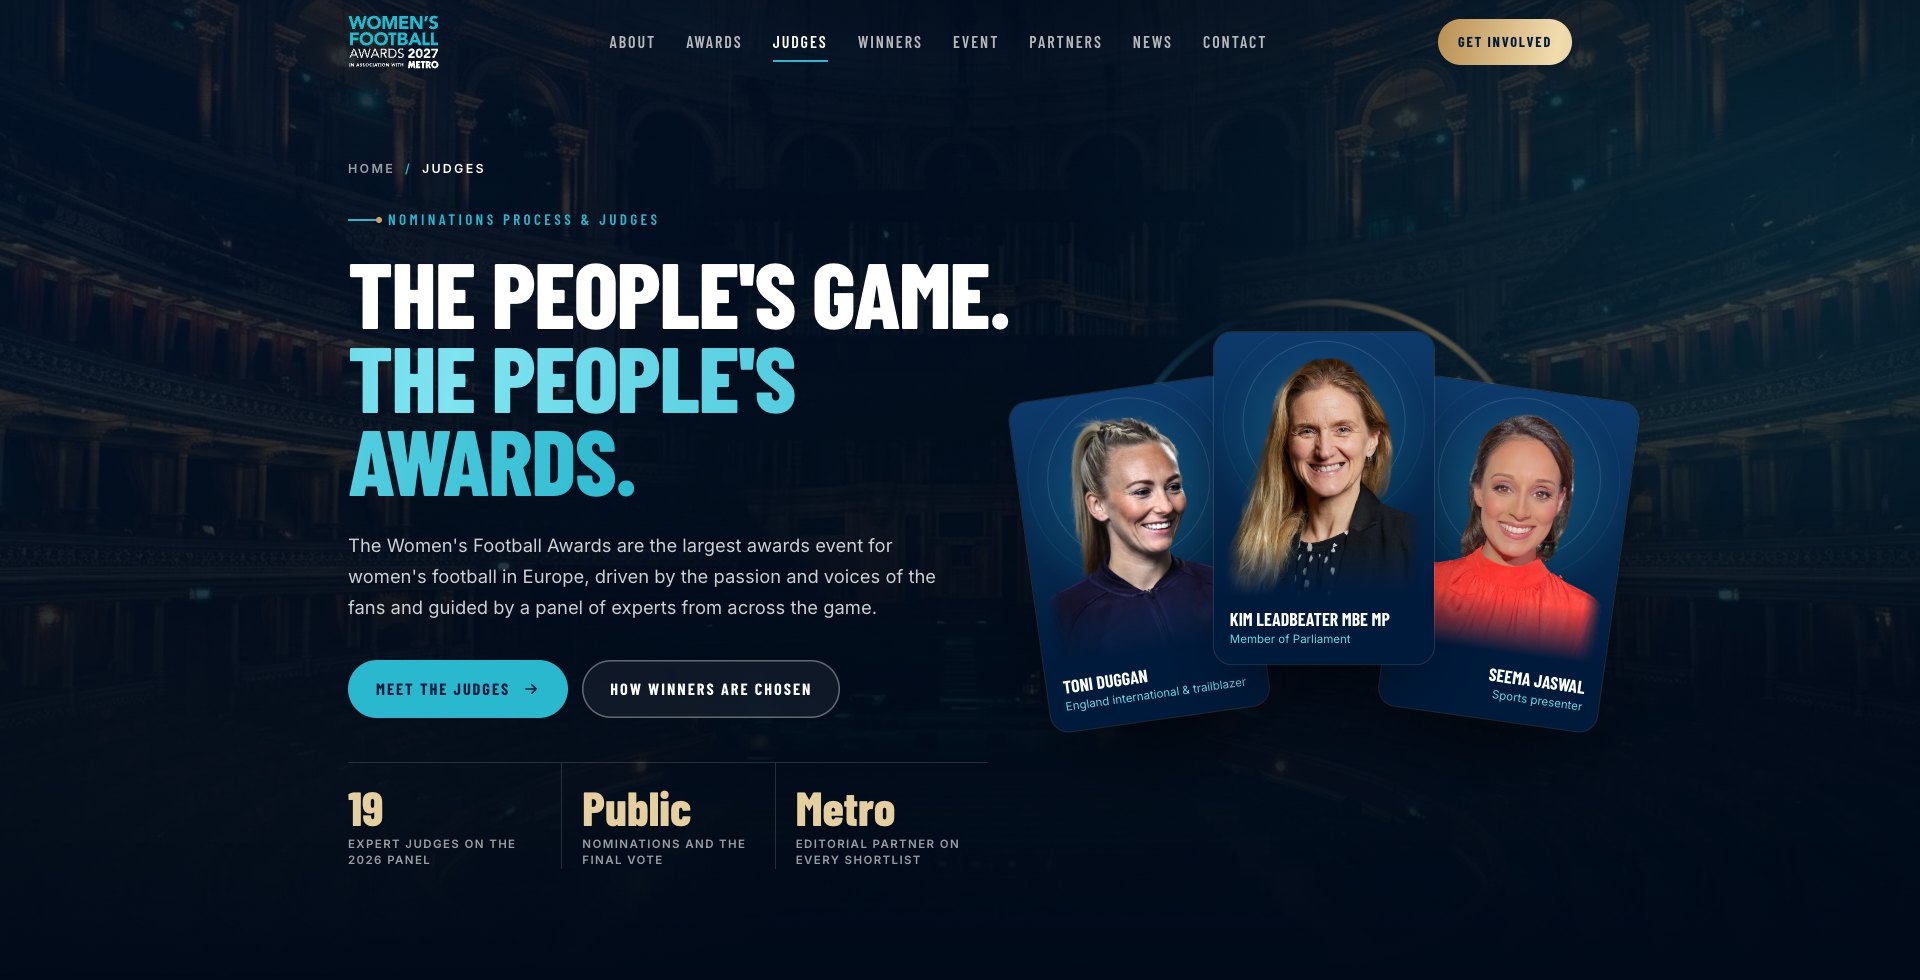 WOMEN'S
FOOTBALL
AWARDS 2027
IN ASSOCIATION WITH METRO
ABOUT
AWARDS
JUDGES
WINNERS
EVENT
PARTNERS
NEWS
CONTACT
GET INVOLVED
HOME / JUDGES
NOMINATIONS PROCESS & JUDGES
THE PEOPLE'S GAME.
THE PEOPLE'S
AWARDS.
The Women's Football Awards are the largest awards event for
women's football in Europe, driven by the passion and voices of the
fans and guided by a panel of experts from across the game.
MEET THE JUDGES →
HOW WINNERS ARE CHOSEN
19
EXPERT JUDGES ON THE
2026 PANEL
Public
NOMINATIONS AND THE
FINAL VOTE
Metro
EDITORIAL PARTNER ON
EVERY SHORTLIST
TONI DUGGAN
England international & trailblazer
KIM LEADBEATER MBE MP
Member of Parliament
SEEMA JASWAL
Sports presenter